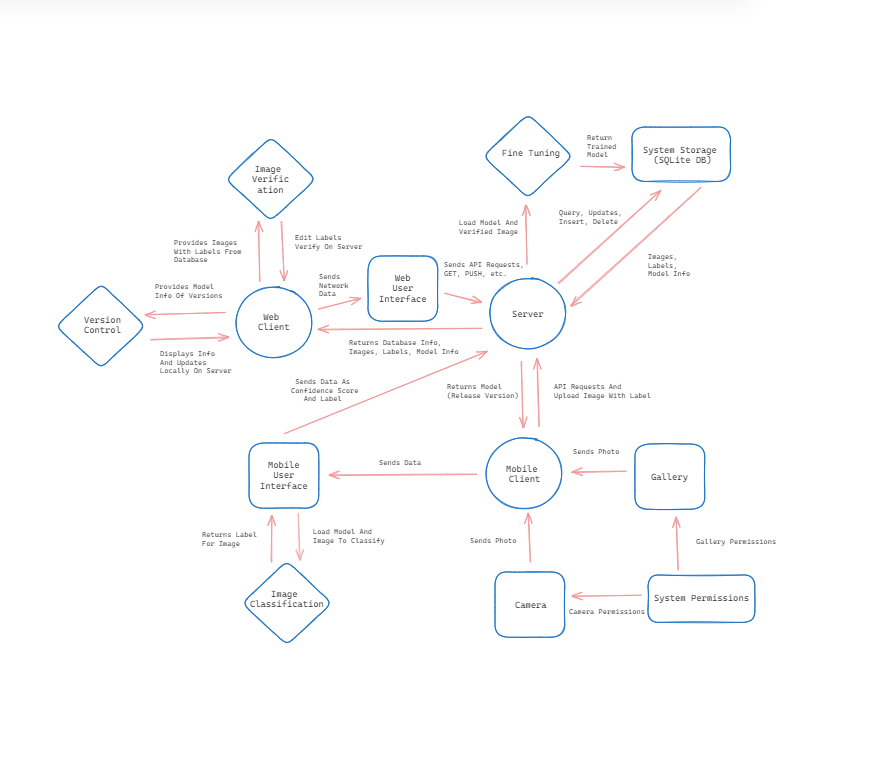 Fine Tuning
Return
Trained
Model
System Storage
(SQLite DB)
Image
Verific
ation
Query, Updates,
Insert, Delete
Load Model And
Verified Image
Provides Images
With Labels From
Database
Edit Labels
Verify On Server
Images,
Labels,
Model Info
Sends
Network
Data
Web
User
Interface
Sends API Requests,
GET, PUSH, etc.
Provides Model
Info Of Versions
Version
Control
Web
Client
Server
Displays Info
And Updates
Locally On Server
Returns Database Info,
Images, Labels, Model Info
Sends Data As
Confidence Score
And Label
Returns Model
(Release Version)
API Requests And
Upload Image With Label
Mobile
User
Interface
Sends Data
Mobile
Client
Sends Photo
Gallery
Returns Label
For Image
Load Model And
Image To Classify
Sends Photo
Gallery Permissions
Image
Classification
Camera
Camera Permissions
System Permissions